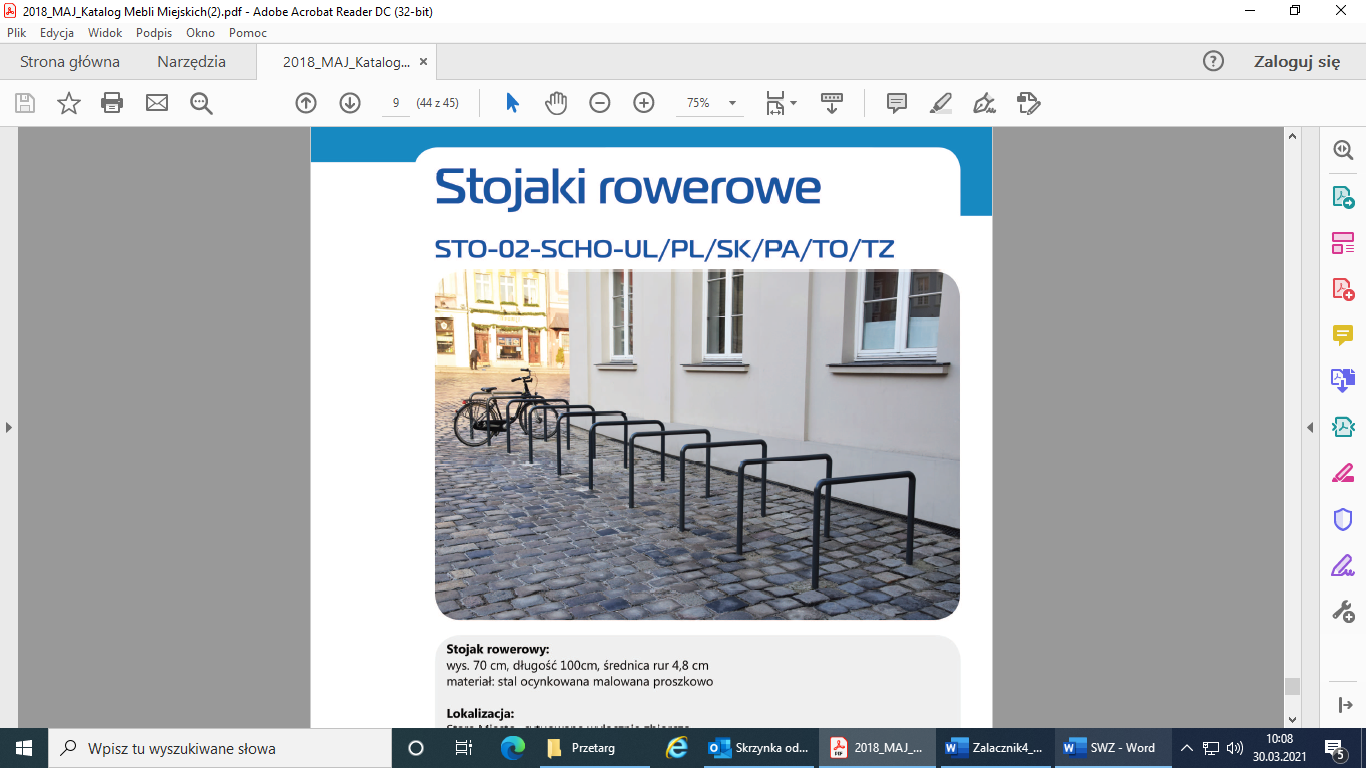 2018_MAJ_Katalog Mebli Miejskich(2).pdf - Adobe Acrobat Reader DC (32-bit)
Plik Edycja Widok Podpis Okno Pomoc
Strona główna Narzędzia 2018_MAJ_Katalog... × Zaloguj się
9 (44 z 45) 75%
Stojaki rowerowe
STO-02-SCHO-UL/PL/SK/PA/TO/TZ
Stojak rowerowy:
wys. 70 cm, długość 100cm, średnica rur 4,8 cm
materiał: stal ocynkowana malowana proszkowo
Lokalizacja:
Wpisz tu wyszukiwane słowa Przetarg Skrzynka od... 2018_MAJ_... Zalacznik4_... SWZ - Word 10:08
30.03.2021
5